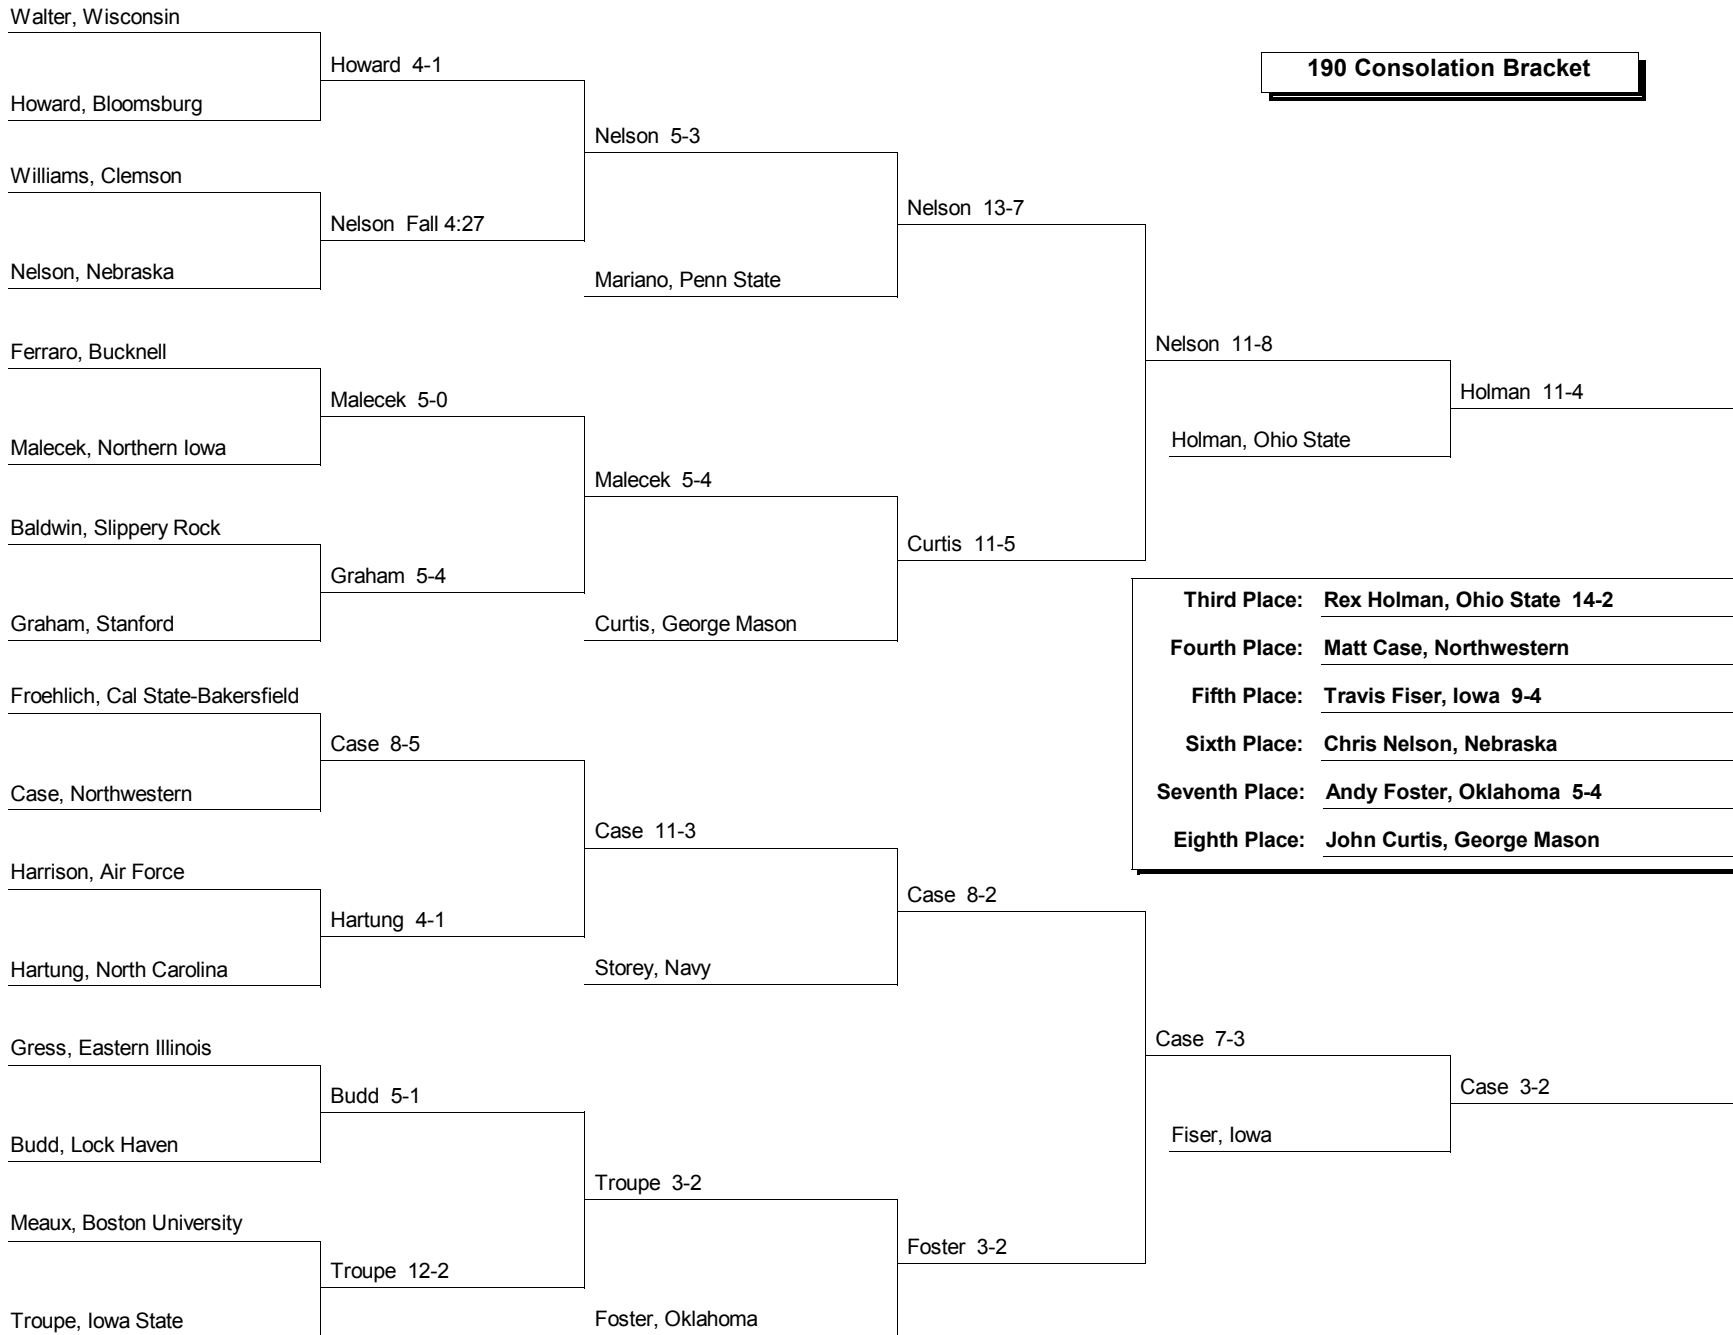 190 Consolation Bracket
Walter, Wisconsin
Howard, Bloomsburg
Williams, Clemson
Nelson, Nebraska
Ferraro, Bucknell
Malecek, Northern Iowa
Baldwin, Slippery Rock
Graham, Stanford
Froehlich, Cal State-Bakersfield
Case, Northwestern
Harrison, Air Force
Hartung, North Carolina
Gress, Eastern Illinois
Budd, Lock Haven
Meaux, Boston University
Troupe, Iowa State
Howard 4-1
Nelson Fall 4:27
Malecek 5-0
Graham 5-4
Case 8-5
Hartung 4-1
Budd 5-1
Troupe 12-2
Nelson 5-3
Mariano, Penn State
Malecek 5-4
Curtis, George Mason
Case 11-3
Storey, Navy
Troupe 3-2
Foster, Oklahoma
Nelson 13-7
Curtis 11-5
Case 8-2
Foster 3-2
Nelson 11-8
Holman, Ohio State
Case 7-3
Fiser, Iowa
Holman 11-4
Case 3-2
Third Place: Rex Holman, Ohio State 14-2
Fourth Place: Matt Case, Northwestern
Fifth Place: Travis Fiser, Iowa 9-4
Sixth Place: Chris Nelson, Nebraska
Seventh Place: Andy Foster, Oklahoma 5-4
Eighth Place: John Curtis, George Mason